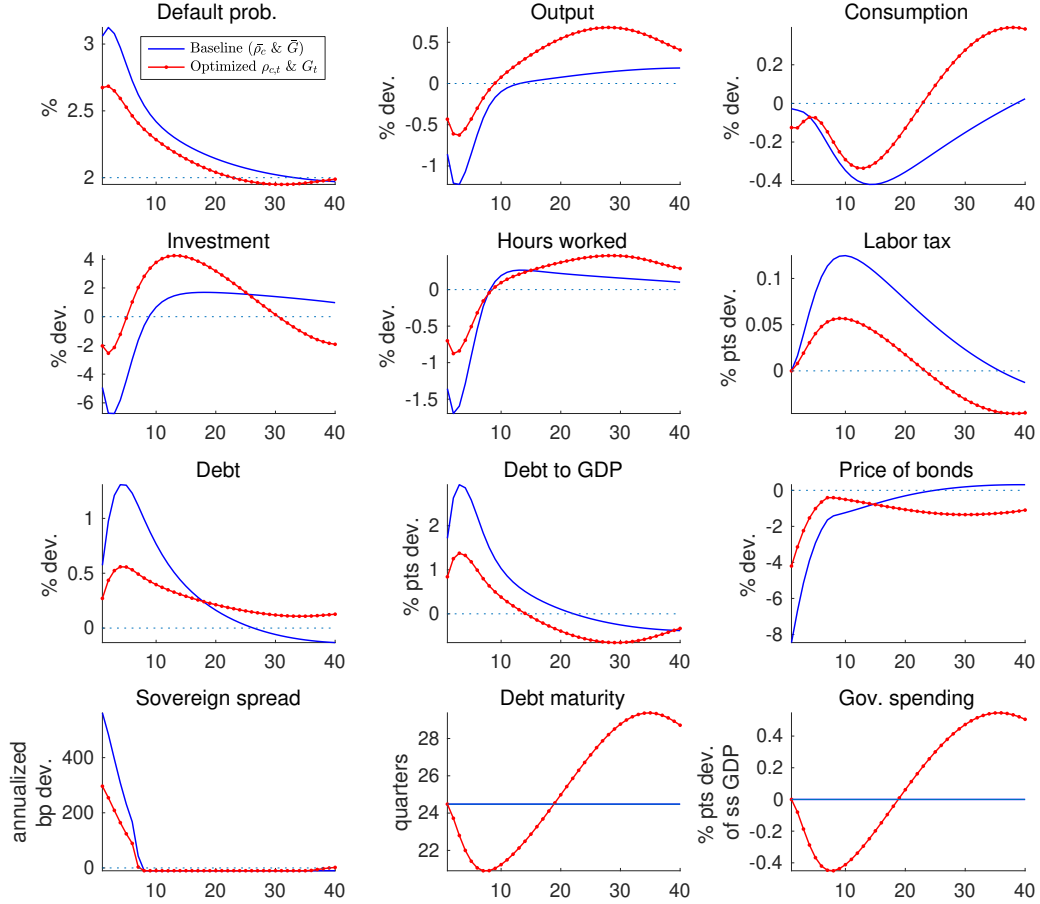 Default prob.
Output
Consumption
%
3
2.5
2
10 20 30 40
Baseline (ρ̄_c & Ḡ)
Optimized ρ_{c,t} & G_t
% dev.
0.5
0
-0.5
-1
10 20 30 40
% dev.
0.2
0
-0.2
-0.4
10 20 30 40
Investment
Hours worked
Labor tax
% dev.
4
2
0
-2
-4
-6
10 20 30 40
% dev.
0
-0.5
-1
-1.5
10 20 30 40
% pts dev.
0.1
0.05
0
10 20 30 40
Debt
Debt to GDP
Price of bonds
% dev.
1
0.5
0
10 20 30 40
% pts dev.
2
1
0
10 20 30 40
% dev.
0
-2
-4
-6
-8
10 20 30 40
Sovereign spread
Debt maturity
Gov. spending
annualized
bp dev.
400
200
0
10 20 30 40
quarters
28
26
24
22
10 20 30 40
% pts dev.
of ss GDP
0.4
0.2
0
-0.2
-0.4
10 20 30 40